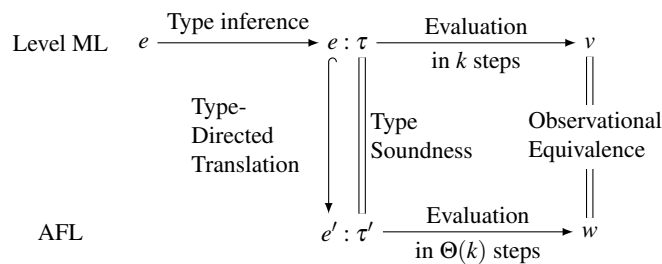 Level ML e Type inference e : τ Evaluation in k steps v
Type-
Directed
Translation
Type
Soundness
Observational
Equivalence
AFL e′ : τ′ Evaluation in Θ(k) steps w